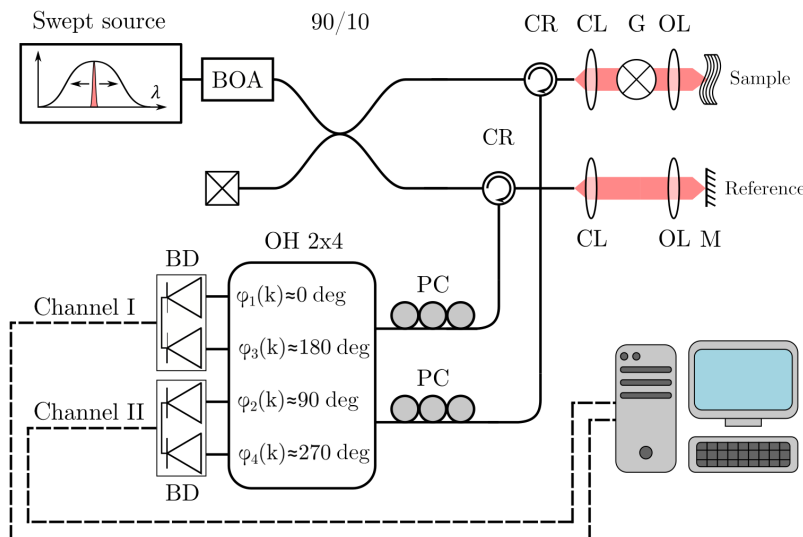 Swept source
90/10
CR CL G OL
λ
BOA
Sample
CR
Reference
CL OL M
OH 2x4
BD
PC
φ₁(k)≈0 deg
Channel I
φ₃(k)≈180 deg
PC
φ₂(k)≈90 deg
Channel II
φ₄(k)≈270 deg
BD